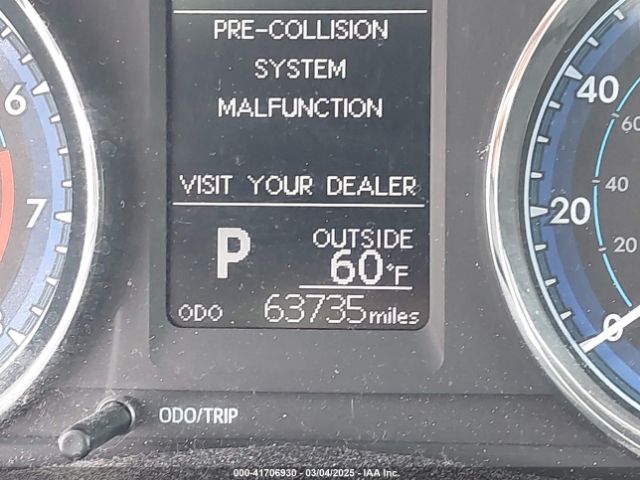 PRE-COLLISION
SYSTEM
MALFUNCTION
VISIT YOUR DEALER
P
OUTSIDE
60°F
ODO 63735 miles
ODO/TRIP
6
7
40
20
0
60
40
20
000-41706930 - 03/04/2025 - IAA Inc.